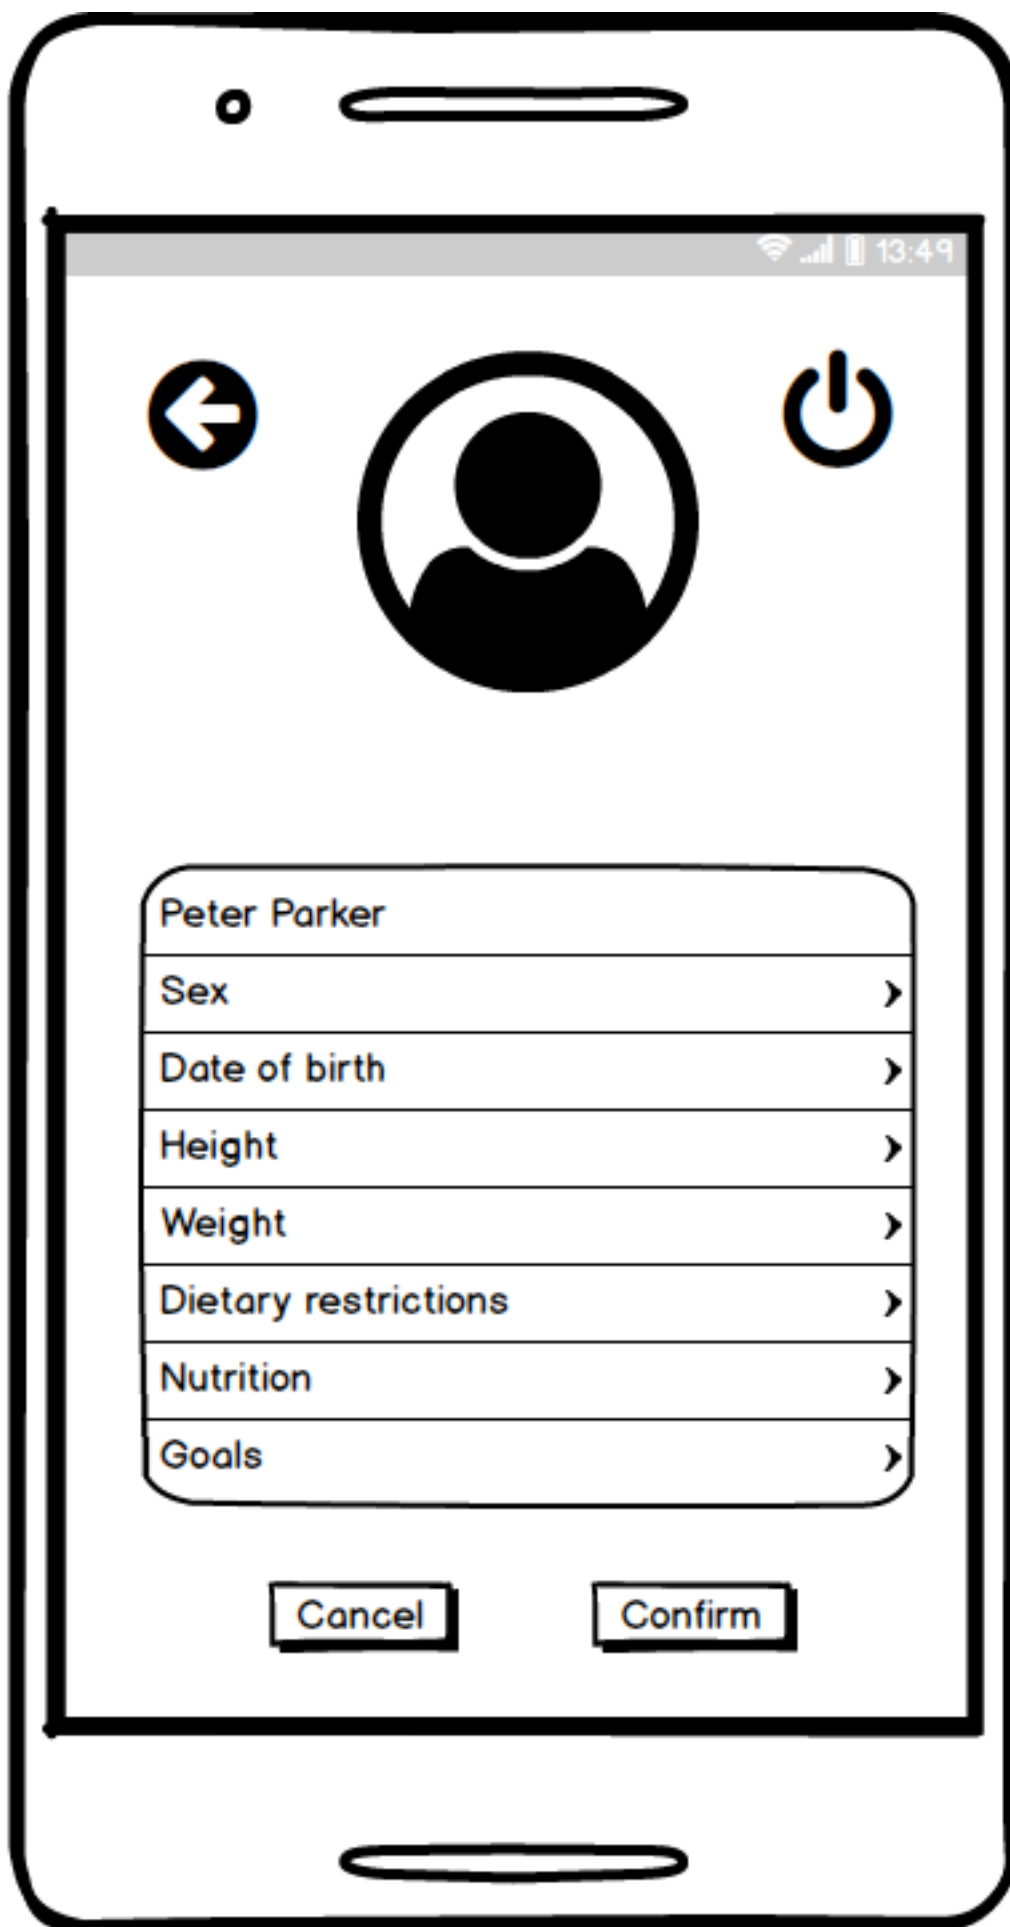 13:49
Peter Parker
Sex
Date of birth
Height
Weight
Dietary restrictions
Nutrition
Goals
Cancel
Confirm